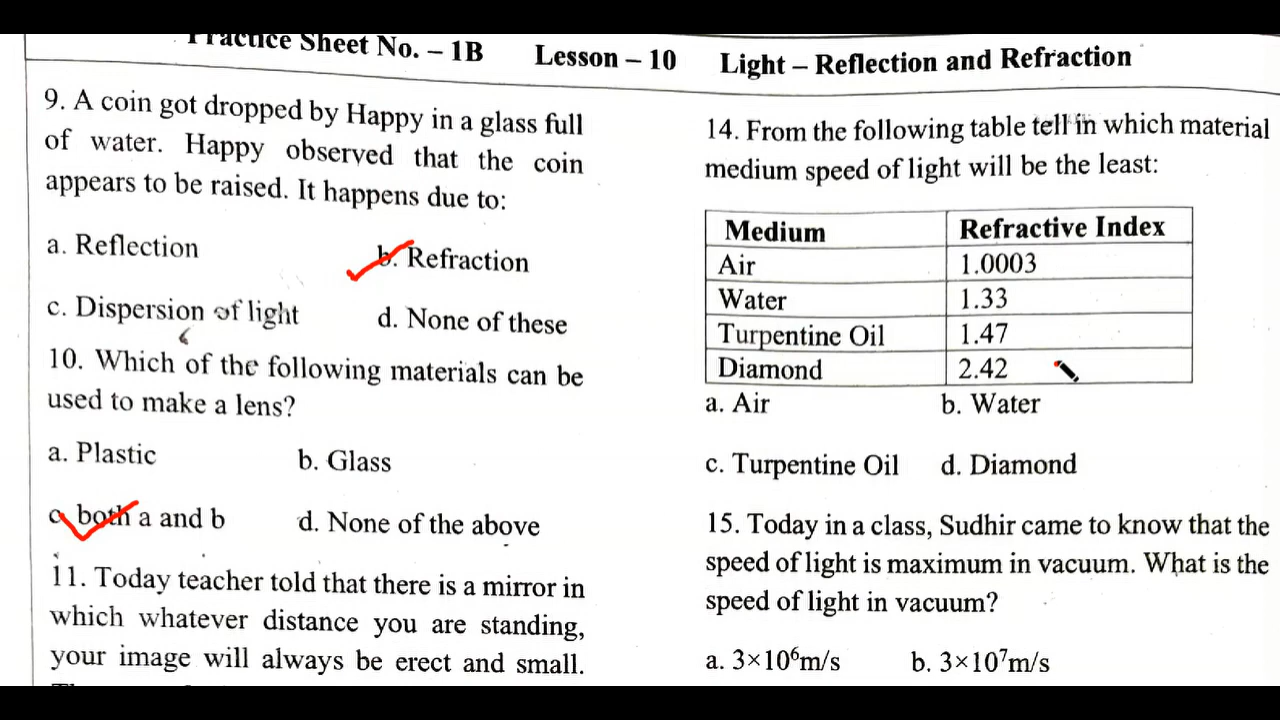 Practice Sheet No. – 1B Lesson – 10 Light – Reflection and Refraction
9. A coin got dropped by Happy in a glass full
of water. Happy observed that the coin
appears to be raised. It happens due to:
a. Reflection b. Refraction
c. Dispersion of light d. None of these
10. Which of the following materials can be
used to make a lens?
a. Plastic b. Glass
c. both a and b d. None of the above
11. Today teacher told that there is a mirror in
which whatever distance you are standing,
your image will always be erect and small.
14. From the following table tell in which material
medium speed of light will be the least:
Medium Refractive Index
Air 1.0003
Water 1.33
Turpentine Oil 1.47
Diamond 2.42
a. Air b. Water
c. Turpentine Oil d. Diamond
15. Today in a class, Sudhir came to know that the
speed of light is maximum in vacuum. What is the
speed of light in vacuum?
a. 3×10⁶m/s b. 3×10⁷m/s